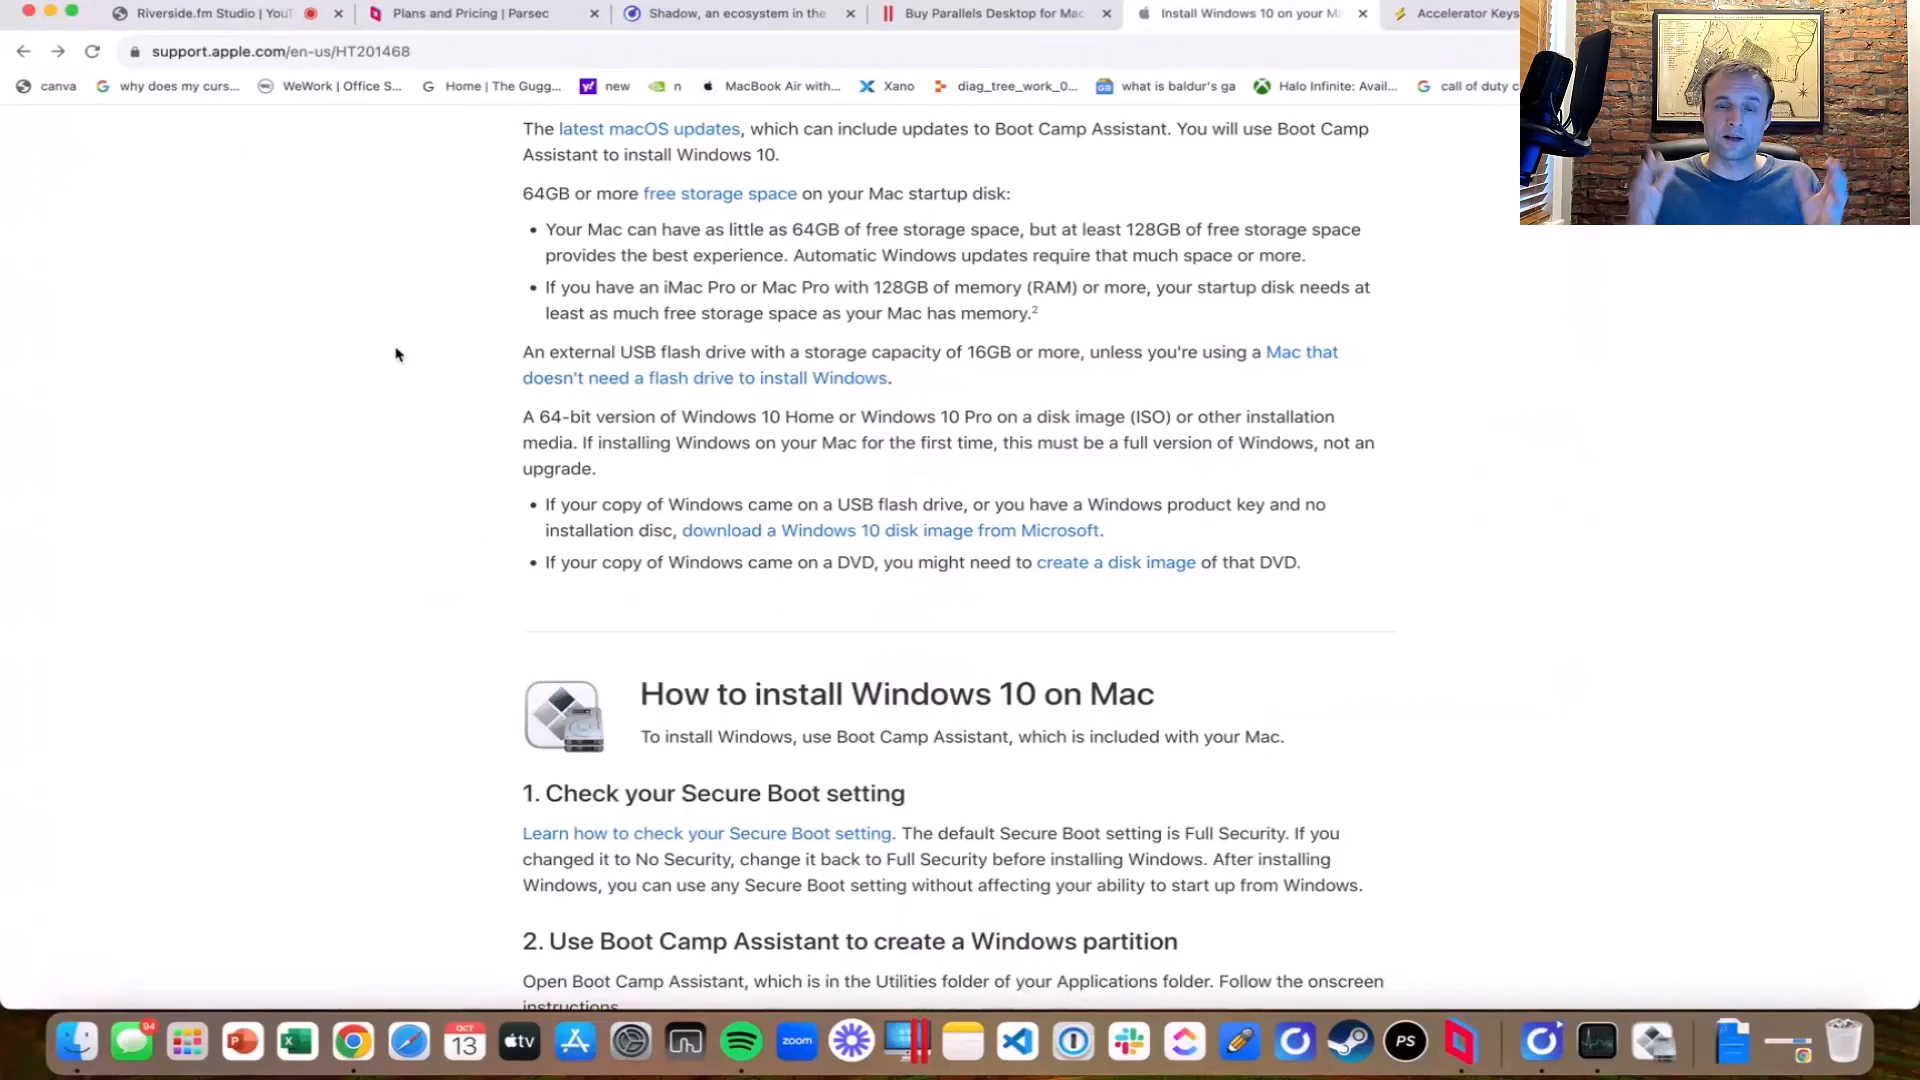 Riverside.fm Studio | YouT
Plans and Pricing | Parsec
Shadow, an ecosystem in the
Buy Parallels Desktop for Mac
Install Windows 10 on your M
Accelerator Keys
support.apple.com/en-us/HT201468
canva
why does my curs...
WeWork | Office S...
Home | The Gugg...
new
n
MacBook Air with...
Xano
diag_tree_work_0...
what is baldur's ga
Halo Infinite: Avail...
call of duty c
The latest macOS updates, which can include updates to Boot Camp Assistant. You will use Boot Camp
Assistant to install Windows 10.
64GB or more free storage space on your Mac startup disk:
• Your Mac can have as little as 64GB of free storage space, but at least 128GB of free storage space
provides the best experience. Automatic Windows updates require that much space or more.
• If you have an iMac Pro or Mac Pro with 128GB of memory (RAM) or more, your startup disk needs at
least as much free storage space as your Mac has memory.²
An external USB flash drive with a storage capacity of 16GB or more, unless you're using a Mac that
doesn't need a flash drive to install Windows.
A 64-bit version of Windows 10 Home or Windows 10 Pro on a disk image (ISO) or other installation
media. If installing Windows on your Mac for the first time, this must be a full version of Windows, not an
upgrade.
• If your copy of Windows came on a USB flash drive, or you have a Windows product key and no
installation disc, download a Windows 10 disk image from Microsoft.
• If your copy of Windows came on a DVD, you might need to create a disk image of that DVD.
How to install Windows 10 on Mac
To install Windows, use Boot Camp Assistant, which is included with your Mac.
1. Check your Secure Boot setting
Learn how to check your Secure Boot setting. The default Secure Boot setting is Full Security. If you
changed it to No Security, change it back to Full Security before installing Windows. After installing
Windows, you can use any Secure Boot setting without affecting your ability to start up from Windows.
2. Use Boot Camp Assistant to create a Windows partition
Open Boot Camp Assistant, which is in the Utilities folder of your Applications folder. Follow the onscreen
instructions.
94
OCT
13
tv
zoom
PS